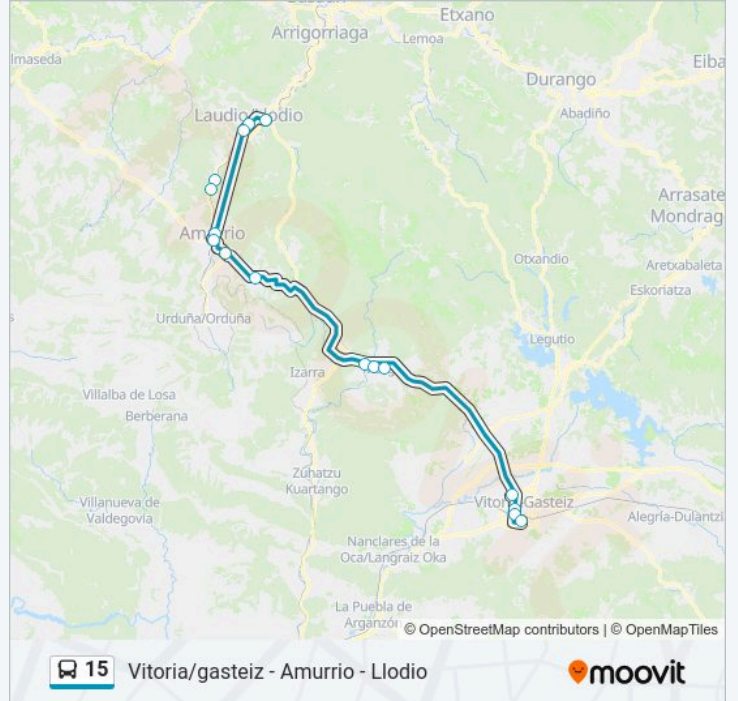 Etxano
Arrigorriaga
Lemoa
lmaseda
Eiba
Durango
Abadiño
Laudio/Llodio
Arrasate
Mondrag
Amurrio
Otxandio
Aretxabaleta
Eskoriatza
Urduña/Orduña
Legutio
Izarra
Villalba de Losa
Berberana
Zuhatzu
Kuartango
Vitoria-Gasteiz
Villanueva de
Valdegovía
Alegría-Dulantzi
Nanclares de la
Oca/Langraiz Oka
La Puebla de
Arganzón
© OpenStreetMap contributors | © OpenMapTiles
15 Vitoria/gasteiz - Amurrio - Llodio
moovit